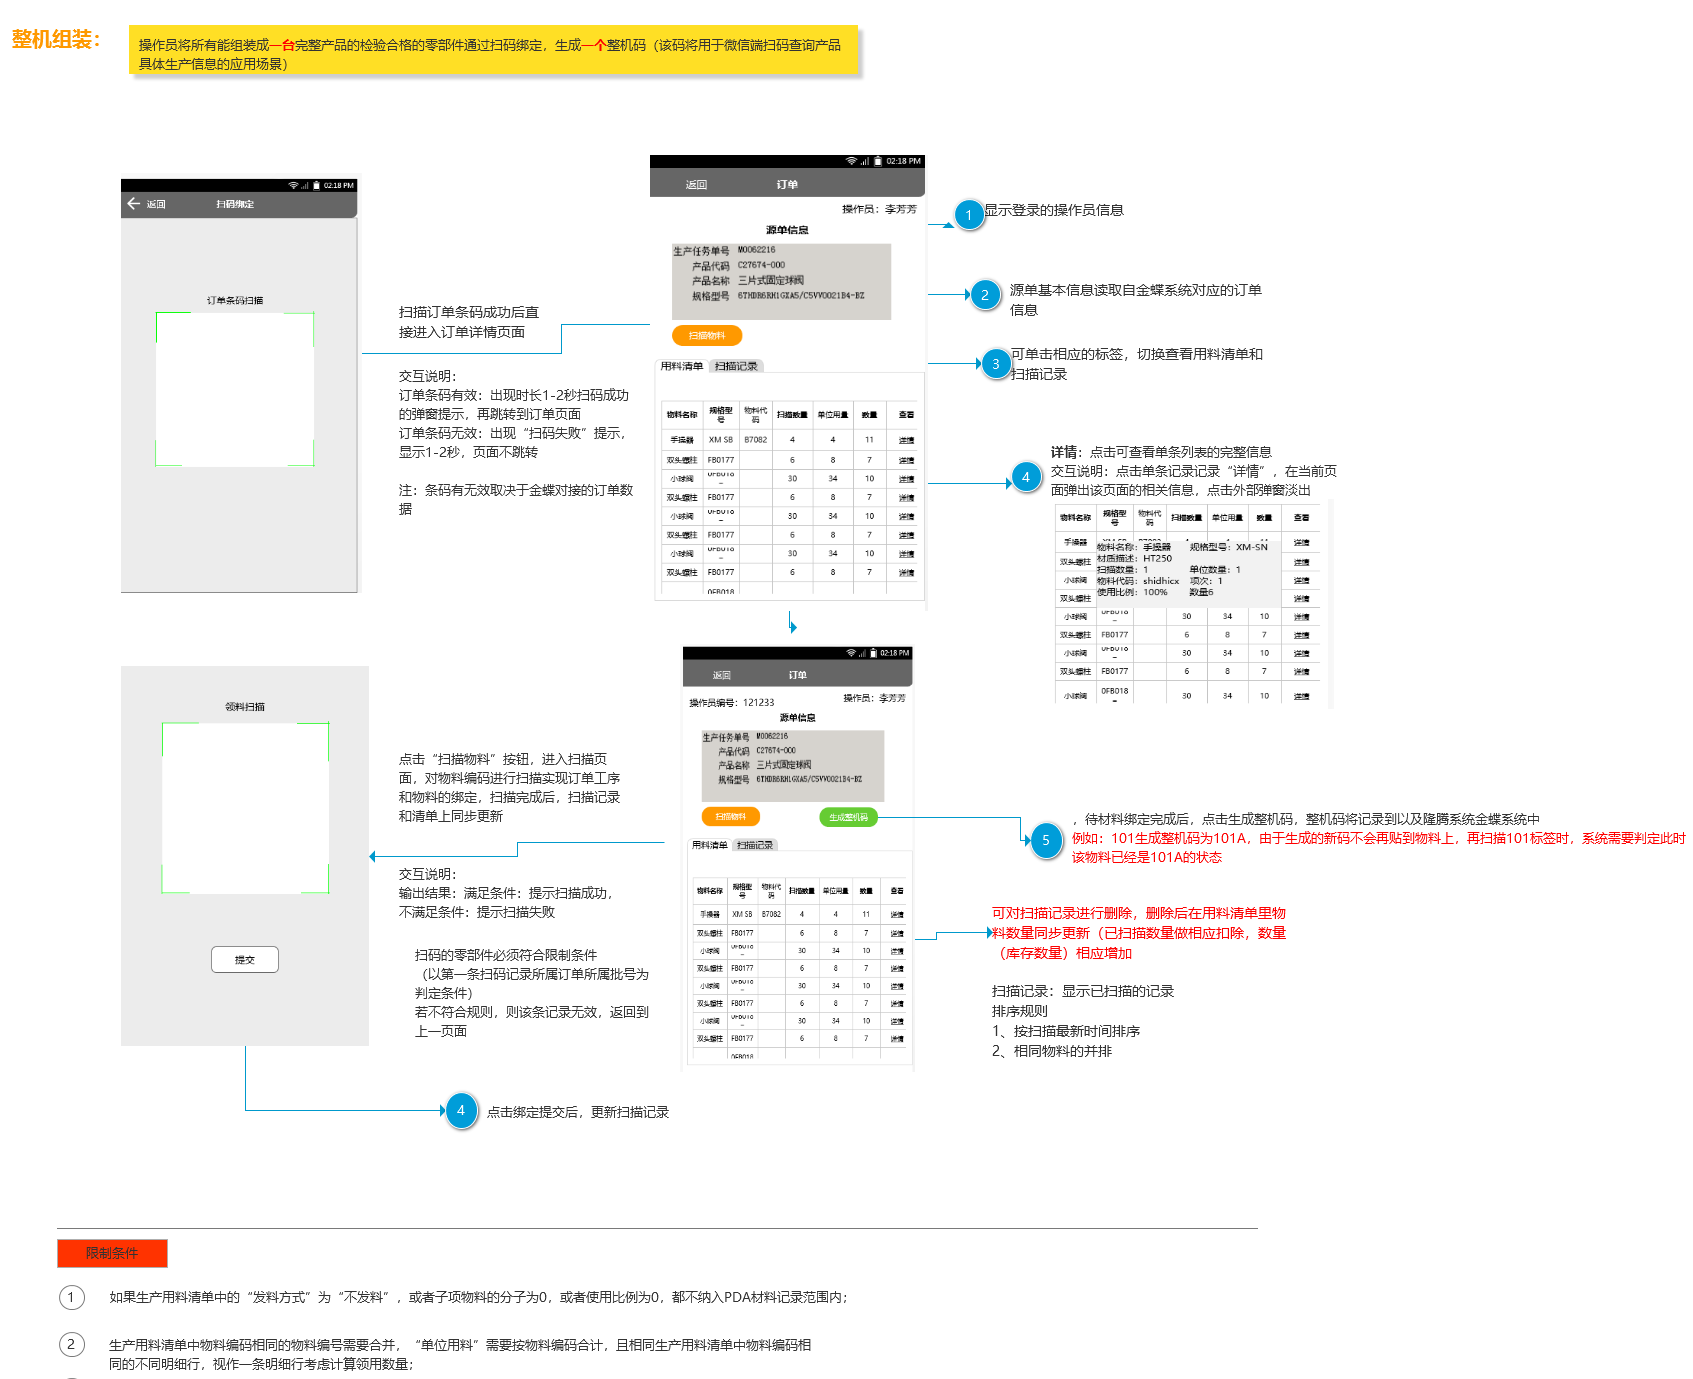 整机组装：
操作员将所有能组装成一台完整产品的检验合格的零部件通过扫码绑定，生成一个整机码（该码将用于微信端扫码查询产品
具体生产信息的应用场景）
02:18 PM
返回 扫码绑定
订单条码扫描
扫描订单条码成功后直
接进入订单详情页面
交互说明：
订单条码有效：出现时长1-2秒扫码成功
的弹窗提示，再跳转到订单页面
订单条码无效：出现“扫码失败”提示，
显示1-2秒，页面不跳转
注：条码有无效取决于金蝶对接的订单数
据
02:18 PM
返回 订单
操作员：李芳芳
源单信息
生产任务单号 MO062216
产品代码 C27674-000
产品名称 三片式固定球阀
规格型号 6THDR6RH1GXA5/C5VV0021B4-BZ
扫描物料
用料清单 扫描记录
物料名称 规格型号 物料代码 扫描数量 单位用量 数量 查看
手操器 XM SB B7082 4 4 11 详情
双头螺柱 FB0177 6 8 7 详情
小球阀 0FB018 30 34 10 详情
双头螺柱 FB0177 6 8 7 详情
小球阀 0FB018 30 34 10 详情
双头螺柱 FB0177 6 8 7 详情
小球阀 0FB018 30 34 10 详情
双头螺柱 FB0177 6 8 7 详情
0FB018
1 显示登录的操作员信息
2 源单基本信息读取自金蝶系统对应的订单
信息
3 可单击相应的标签，切换查看用料清单和
扫描记录
4 详情：点击可查看单条列表的完整信息
交互说明：点击单条记录记录“详情”，在当前页
面弹出该页面的相关信息，点击外部弹窗淡出
物料名称 规格型号 物料代码 扫描数量 单位用量 数量 查看
手操器 详情
双头螺柱 详情
小球阀 详情
双头螺柱 详情
物料名称：手操器 规格型号：XM-SN
材质描述：HT250
扫描数量：1 单位数量：1
物料代码：shidhicx 项次：1
使用比例：100% 数量6
小球阀 0FB018 30 34 10 详情
双头螺柱 FB0177 6 8 7 详情
小球阀 0FB018 30 34 10 详情
双头螺柱 FB0177 6 8 7 详情
小球阀 0FB018 30 34 10 详情
领料扫描
提交
点击“扫描物料”按钮，进入扫描页
面，对物料编码进行扫描实现订单工序
和物料的绑定，扫描完成后，扫描记录
和清单上同步更新
交互说明：
输出结果：满足条件：提示扫描成功，
不满足条件：提示扫描失败
扫码的零部件必须符合限制条件
（以第一条扫码记录所属订单所属批号为
判定条件）
若不符合规则，则该条记录无效，返回到
上一页面
4 点击绑定提交后，更新扫描记录
02:18 PM
返回 订单
操作员编号：121233 操作员：李芳芳
源单信息
生产任务单号 MO062216
产品代码 C27674-000
产品名称 三片式固定球阀
规格型号 6THDR6RH1GXA5/C5VV0021B4-BZ
扫描物料 生成整机码
用料清单 扫描记录
物料名称 规格型号 物料代码 扫描数量 单位用量 数量 查看
手操器 XM SB B7082 4 4 11 详情
双头螺柱 FB0177 6 8 7 详情
小球阀 0FB018 30 34 10 详情
双头螺柱 FB0177 6 8 7 详情
小球阀 0FB018 30 34 10 详情
双头螺柱 FB0177 6 8 7 详情
小球阀 0FB018 30 34 10 详情
双头螺柱 FB0177 6 8 7 详情
0FB018
5 ，待材料绑定完成后，点击生成整机码，整机码将记录到以及隆腾系统金蝶系统中
例如：101生成整机码为101A，由于生成的新码不会再贴到物料上，再扫描101标签时，系统需要判定此时
该物料已经是101A的状态
可对扫描记录进行删除，删除后在用料清单里物
料数量同步更新（已扫描数量做相应扣除，数量
（库存数量）相应增加
扫描记录：显示已扫描的记录
排序规则
1、按扫描最新时间排序
2、相同物料的并排
限制条件
1 如果生产用料清单中的“发料方式”为“不发料”，或者子项物料的分子为0，或者使用比例为0，都不纳入PDA材料记录范围内；
2 生产用料清单中物料编码相同的物料编号需要合并，“单位用料”需要按物料编码合计，且相同生产用料清单中物料编码相
同的不同明细行，视作一条明细行考虑计算领用数量；